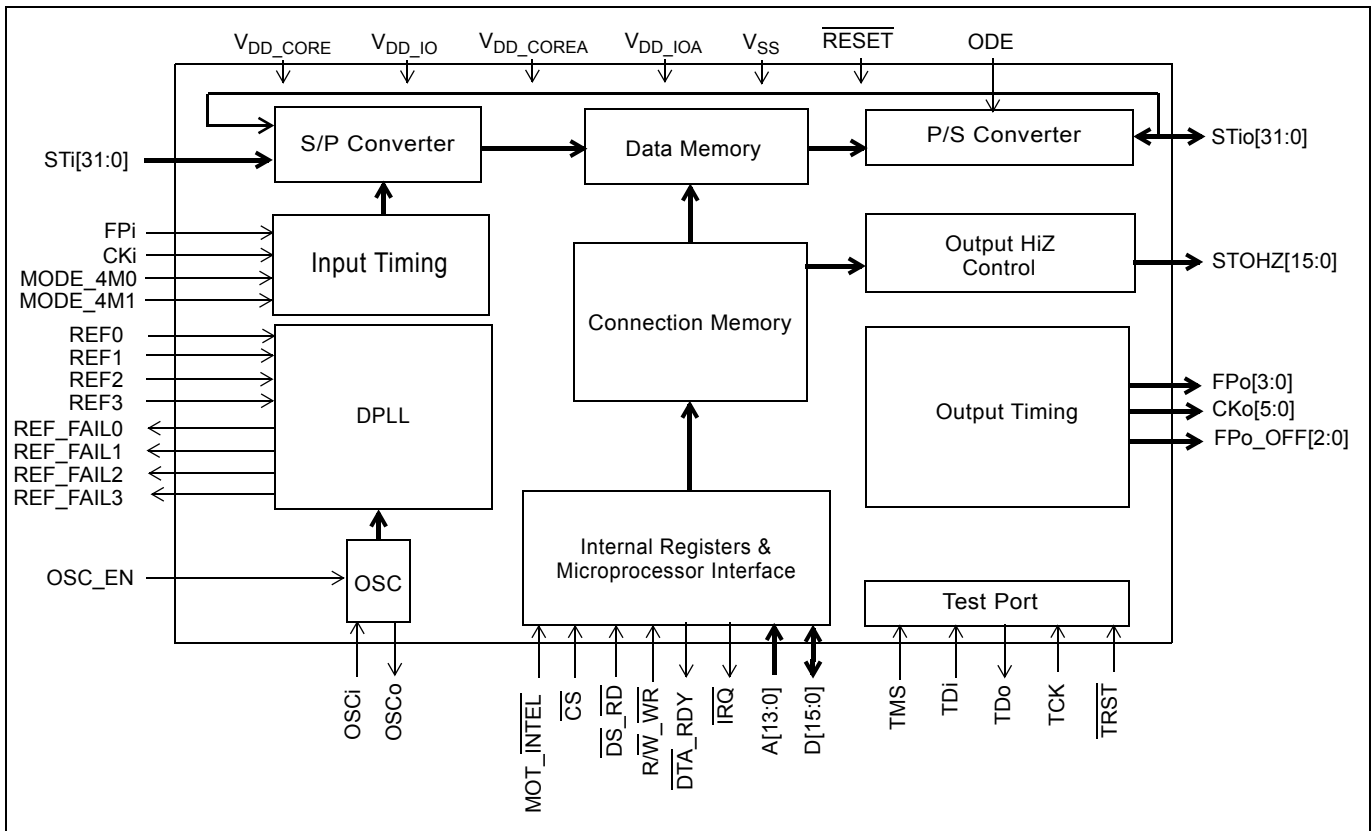 VDD_CORE VDD_IO VDD_COREA VDD_IOA VSS RESET ODE
STi[31:0]
S/P Converter
Data Memory
P/S Converter
STio[31:0]
FPi
CKi
MODE_4M0
MODE_4M1
Input Timing
Connection Memory
Output HiZ
Control
STOHZ[15:0]
REF0
REF1
REF2
REF3
REF_FAIL0
REF_FAIL1
REF_FAIL2
REF_FAIL3
DPLL
Output Timing
FPo[3:0]
CKo[5:0]
FPo_OFF[2:0]
OSC_EN
OSC
Internal Registers &
Microprocessor Interface
Test Port
OSCi
OSCo
MOT_INTEL
CS
DS_RD
R/W_WR
DTA_RDY
IRQ
A[13:0]
D[15:0]
TMS
TDi
TDo
TCK
TRST